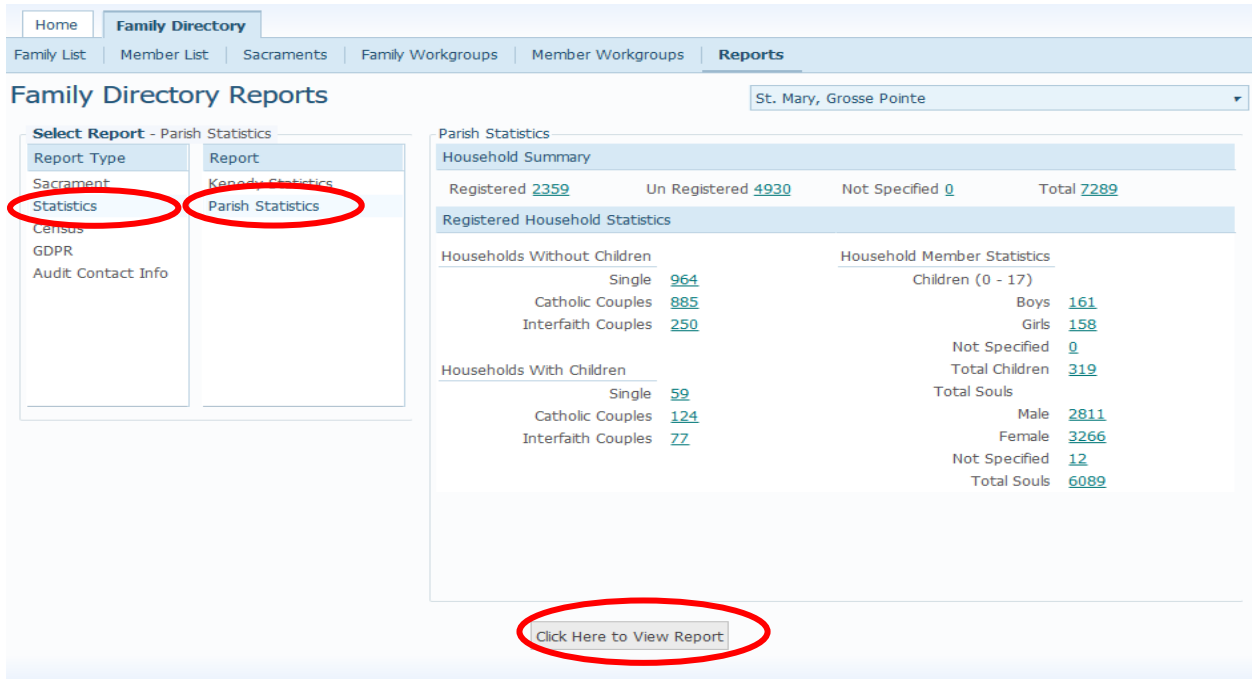 Home Family Directory
Family List Member List Sacraments Family Workgroups Member Workgroups Reports
Family Directory Reports
St. Mary, Grosse Pointe
Select Report - Parish Statistics
Report Type
Sacrament
Statistics
Census
GDPR
Audit Contact Info
Report
Kenedy Statistics
Parish Statistics
Parish Statistics
Household Summary
Registered 2359 Un Registered 4930 Not Specified 0 Total 7289
Registered Household Statistics
Households Without Children
Single 964
Catholic Couples 885
Interfaith Couples 250
Households With Children
Single 59
Catholic Couples 124
Interfaith Couples 77
Household Member Statistics
Children (0 - 17)
Boys 161
Girls 158
Not Specified 0
Total Children 319
Total Souls
Male 2811
Female 3266
Not Specified 12
Total Souls 6089
Click Here to View Report